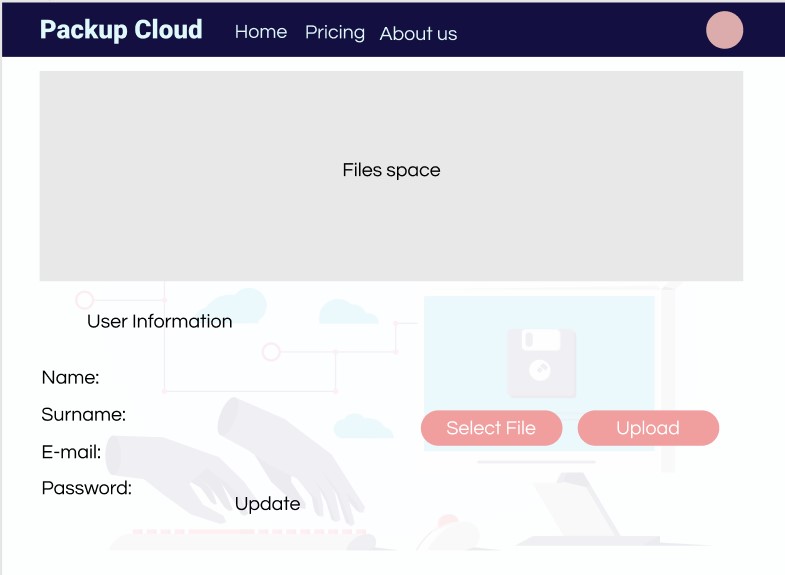 Packup Cloud Home Pricing About us
Files space
User Information
Name:
Surname:
Select File Upload
E-mail:
Password:
Update